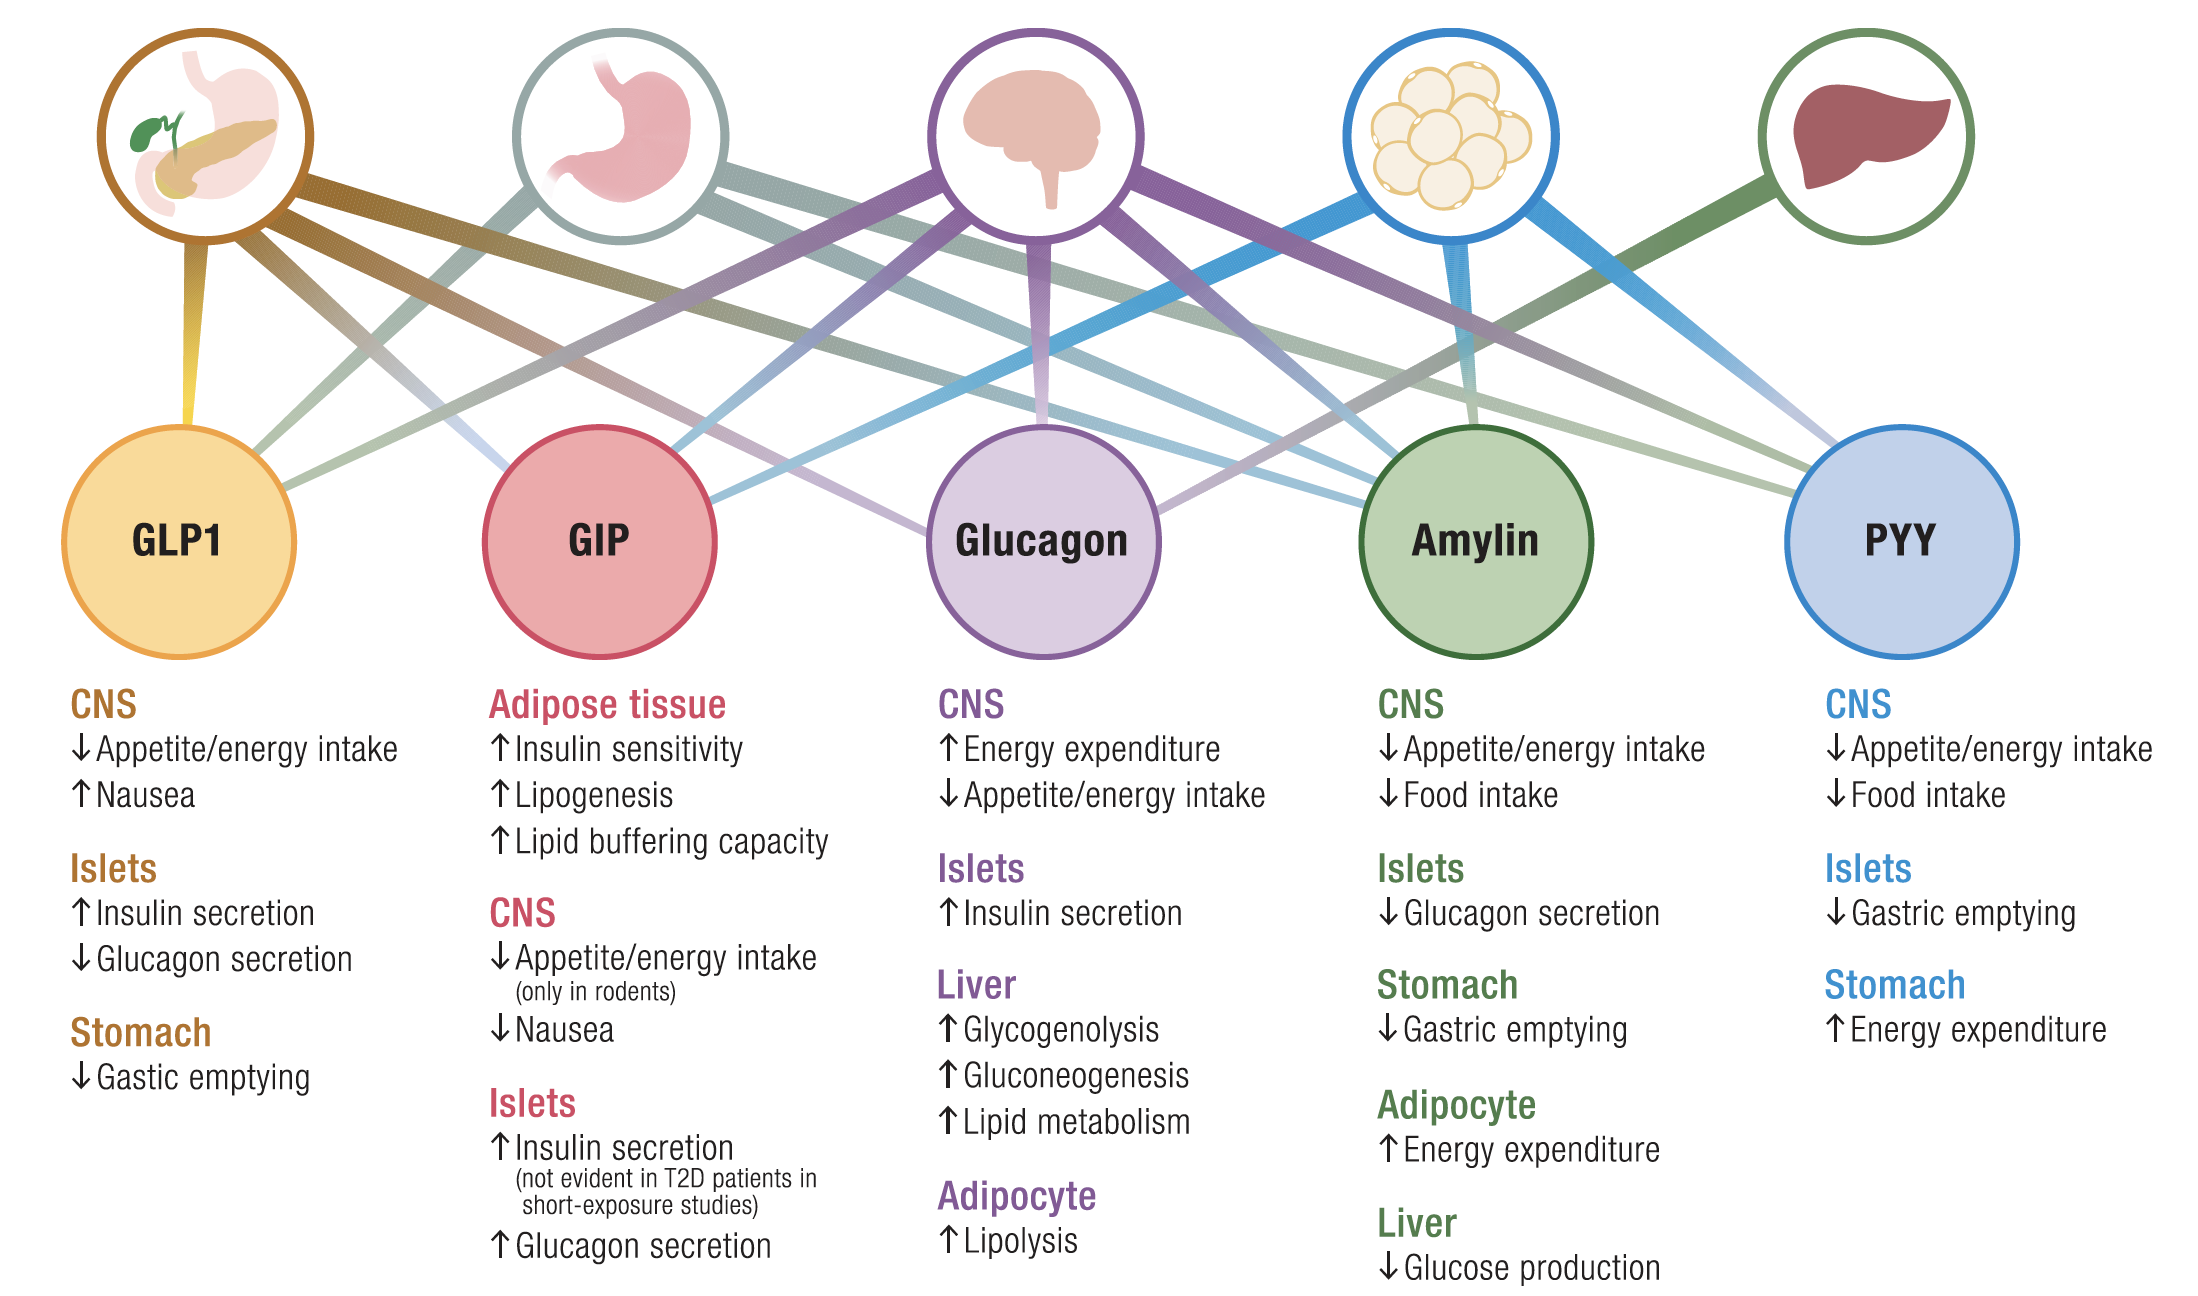 GLP1
GIP
Glucagon
Amylin
PYY
CNS
↓ Appetite/energy intake
↑ Nausea
Islets
↑ Insulin secretion
↓ Glucagon secretion
Stomach
↓ Gastic emptying
Adipose tissue
↑ Insulin sensitivity
↑ Lipogenesis
↑ Lipid buffering capacity
CNS
↓ Appetite/energy intake
(only in rodents)
↓ Nausea
Islets
↑ Insulin secretion
(not evident in T2D patients in
short-exposure studies)
↑ Glucagon secretion
CNS
↑ Energy expenditure
↓ Appetite/energy intake
Islets
↑ Insulin secretion
Liver
↑ Glycogenolysis
↑ Gluconeogenesis
↑ Lipid metabolism
Adipocyte
↑ Lipolysis
CNS
↓ Appetite/energy intake
↓ Food intake
Islets
↓ Glucagon secretion
Stomach
↓ Gastric emptying
Adipocyte
↑ Energy expenditure
Liver
↓ Glucose production
CNS
↓ Appetite/energy intake
↓ Food intake
Islets
↓ Gastric emptying
Stomach
↑ Energy expenditure